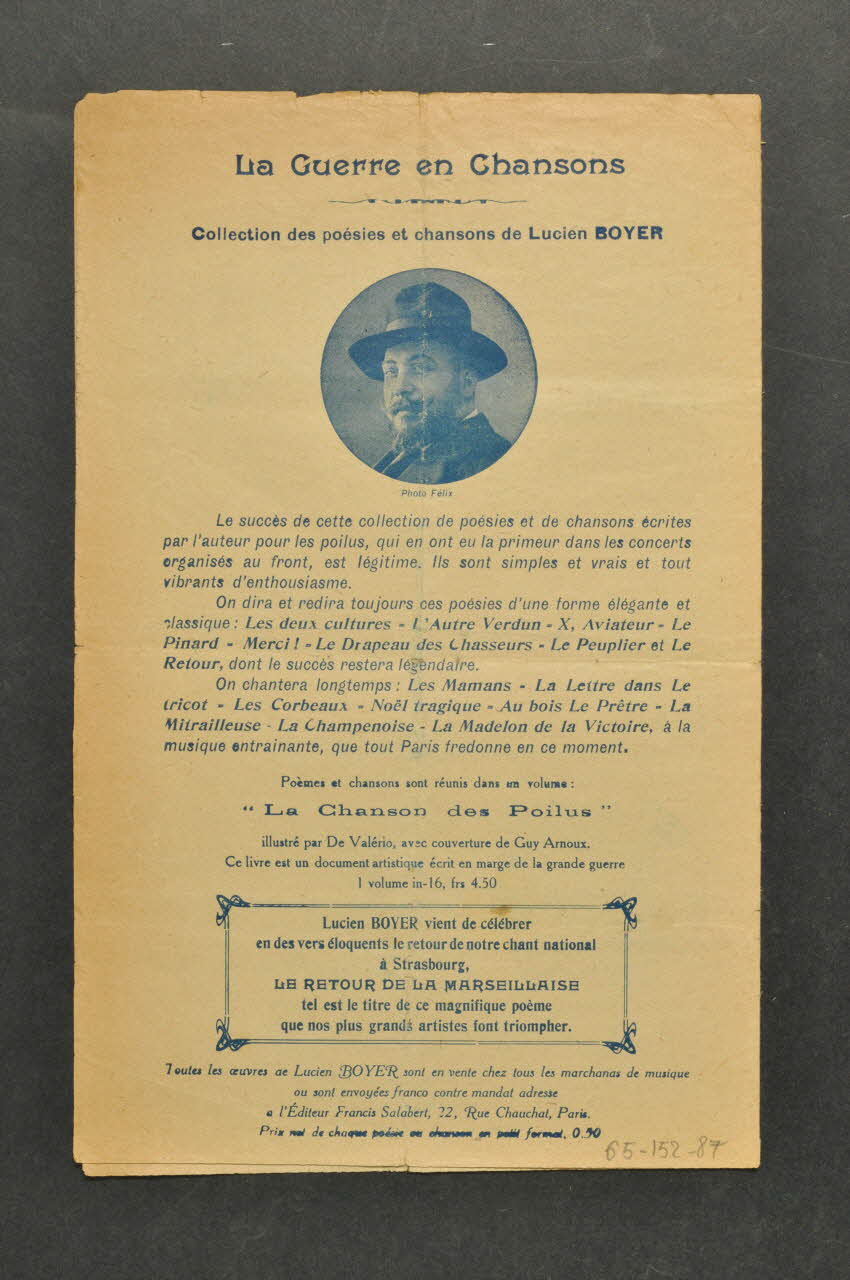 La Guerre en Chansons
Collection des poésies et chansons de Lucien BOYER
Photo Félix
Le succès de cette collection de poésies et de chansons écrites
par l'auteur pour les poilus, qui en ont eu la primeur dans les concerts
organisés au front, est légitime. Ils sont simples et vrais et tout
vibrants d'enthousiasme.
On dira et redira toujours ces poésies d'une forme élégante et
classique : Les deux cultures - L'Autre Verdun - X, Aviateur - Le
Pinard - Merci ! - Le Drapeau des Chasseurs - Le Peuplier et Le
Retour, dont le succès restera légendaire.
On chantera longtemps : Les Mamans - La Lettre dans Le
tricot - Les Corbeaux - Noël tragique - Au bois Le Prêtre - La
Mitrailleuse - La Champenoise - La Madelon de la Victoire, à la
musique entrainante, que tout Paris fredonne en ce moment.
Poèmes et chansons sont réunis dans un volume :
“ La Chanson des Poilus ”
illustré par De Valério, avec couverture de Guy Arnoux.
Ce livre est un document artistique écrit en marge de la grande guerre
1 volume in-16, frs 4.50
Lucien BOYER vient de célébrer
en des vers éloquents le retour de notre chant national
à Strasbourg,
LE RETOUR DE LA MARSEILLAISE
tel est le titre de ce magnifique poème
que nos plus grands artistes font triompher.
Toutes les œuvres de Lucien BOYER sont en vente chez tous les marchands de musique
ou sont envoyées franco contre mandat adresse
a l'Éditeur Francis Salabert, 22, Rue Chauchat, Paris.
Prix net de chaque poésie ou chanson en petit format, 0.50
65-152-87